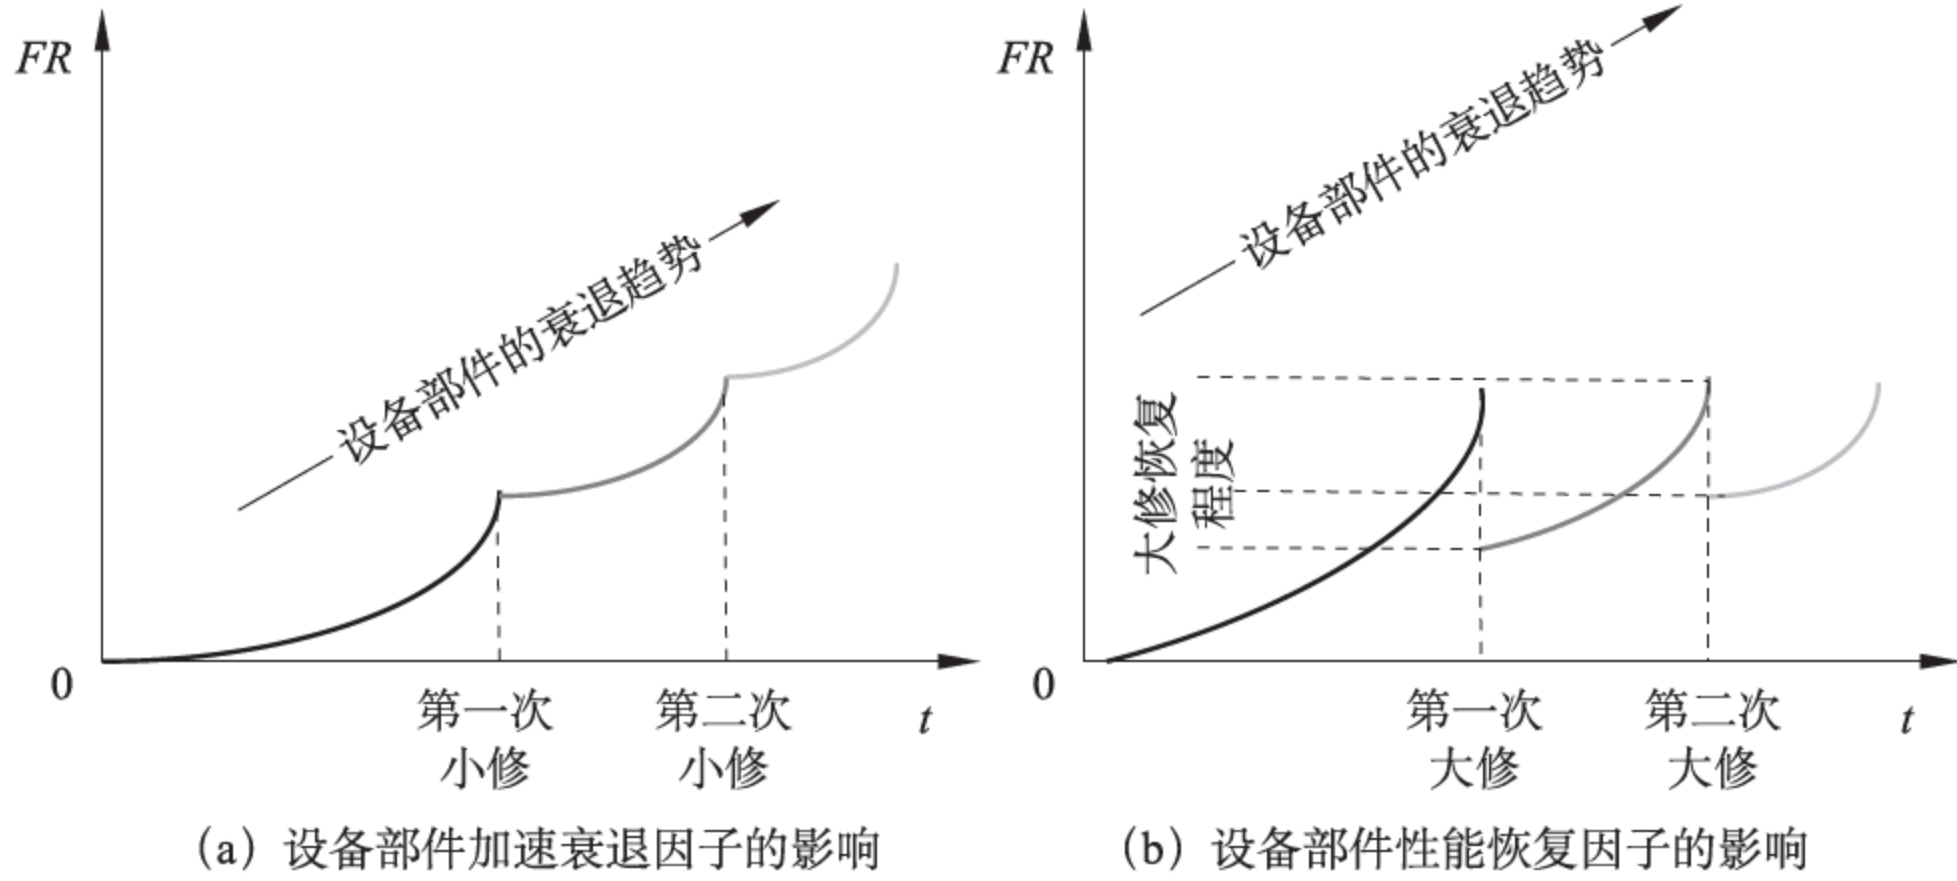 FR
设备部件的衰退趋势
0
第一次
小修
第二次
小修
t
(a) 设备部件加速衰退因子的影响
FR
设备部件的衰退趋势
大修恢复
程度
0
第一次
大修
第二次
大修
t
(b) 设备部件性能恢复因子的影响